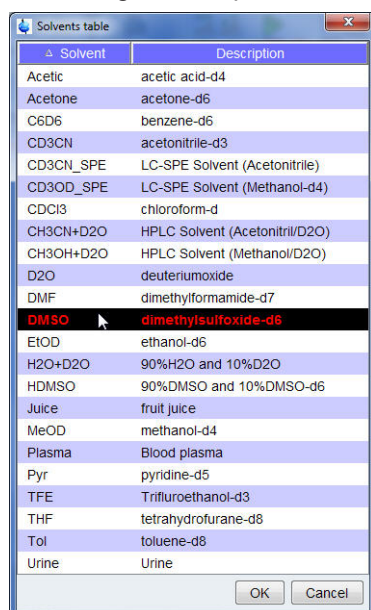 Solvents table
Solvent Description
Acetic acetic acid-d4
Acetone acetone-d6
C6D6 benzene-d6
CD3CN acetonitrile-d3
CD3CN_SPE LC-SPE Solvent (Acetonitrile)
CD3OD_SPE LC-SPE Solvent (Methanol-d4)
CDCl3 chloroform-d
CH3CN+D2O HPLC Solvent (Acetonitril/D2O)
CH3OH+D2O HPLC Solvent (Methanol/D2O)
D2O deuteriumoxide
DMF dimethylformamide-d7
DMSO dimethylsulfoxide-d6
EtOD ethanol-d6
H2O+D2O 90%H2O and 10%D2O
HDMSO 90%DMSO and 10%DMSO-d6
Juice fruit juice
MeOD methanol-d4
Plasma Blood plasma
Pyr pyridine-d5
TFE Trifluroethanol-d3
THF tetrahydrofurane-d8
Tol toluene-d8
Urine Urine
OK Cancel